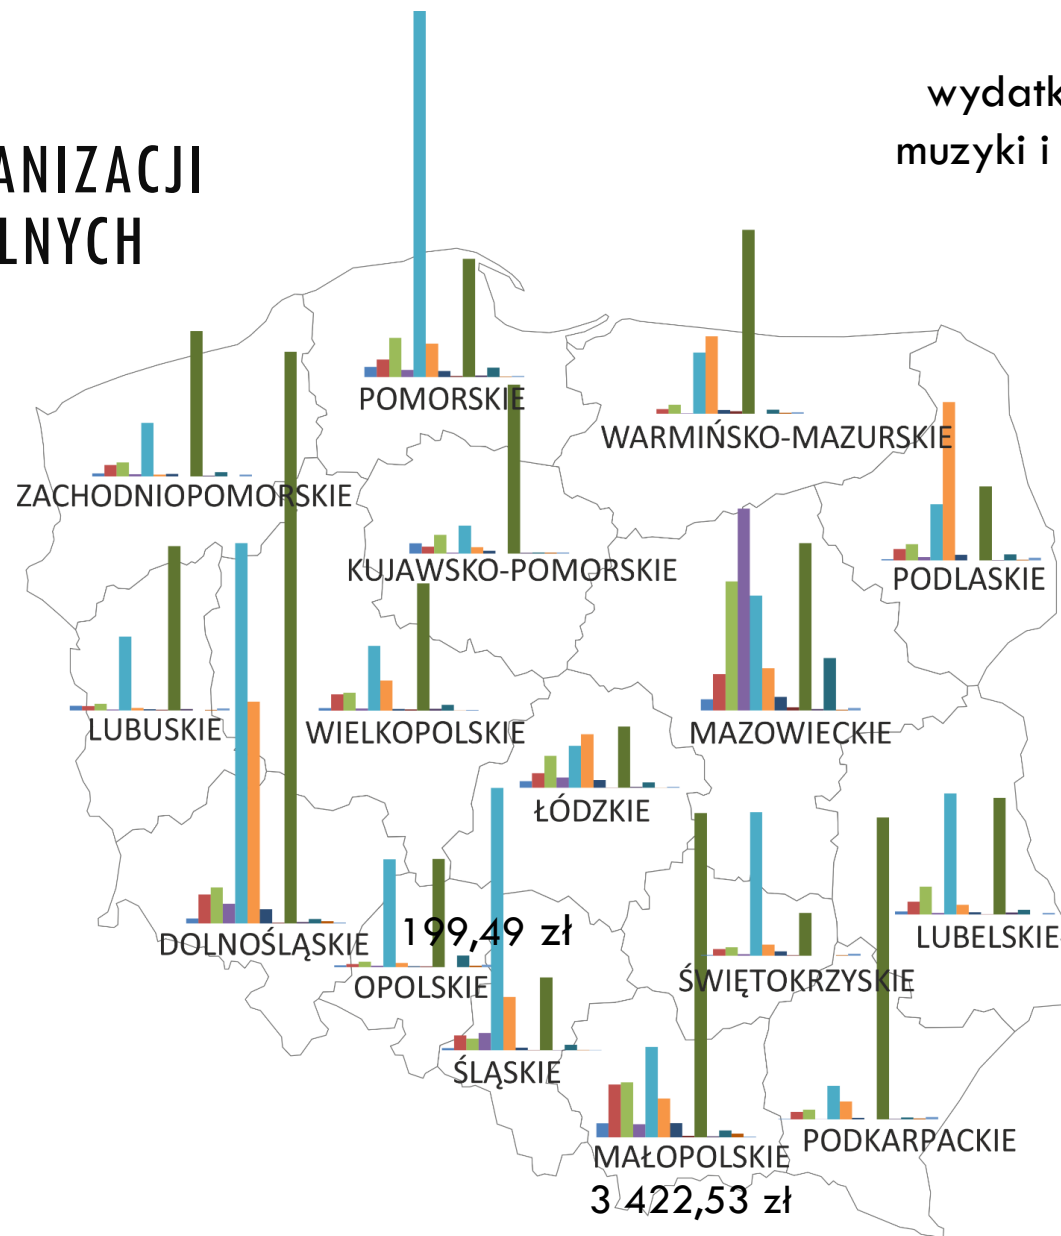 wydatk
muzyki i
ANIZACJI
LNYCH
POMORSKIE
WARMIŃSKO-MAZURSKIE
ZACHODNIOPOMORSKIE
KUJAWSKO-POMORSKIE
PODLASKIE
LUBUSKIE
WIELKOPOLSKIE
MAZOWIECKIE
ŁÓDZKIE
DOLNOŚLĄSKIE
199,49 zł
LUBELSKIE
OPOLSKIE
ŚWIĘTOKRZYSKIE
ŚLĄSKIE
MAŁOPOLSKIE
PODKARPACKIE
3 422,53 zł